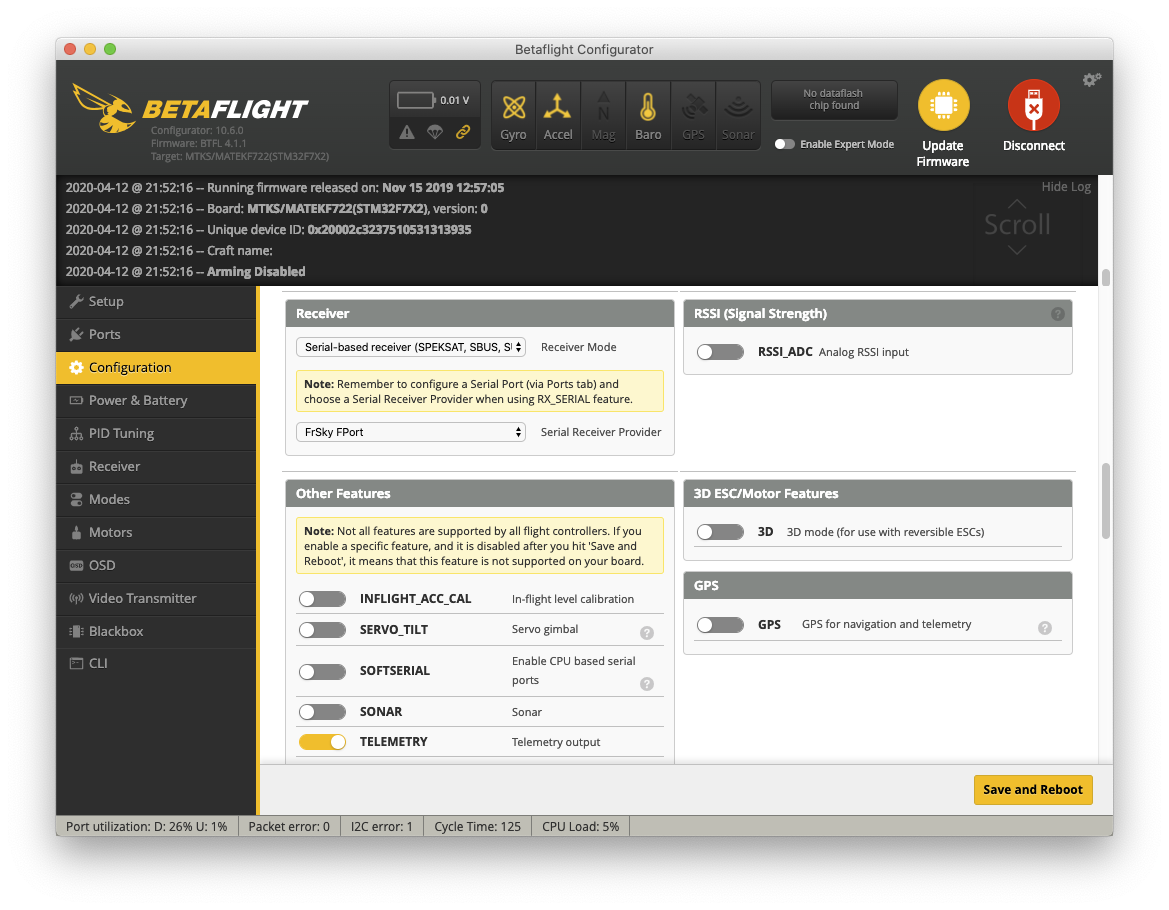 Betaflight Configurator
BETAFLIGHT
Configurator: 10.6.0
Firmware: BTFL 4.1.1
Target: MTKS/MATEKF722(STM32F7X2)
0.01 V
Gyro
Accel
Mag
Baro
GPS
Sonar
No dataflash
chip found
Enable Expert Mode
Update
Firmware
Disconnect
2020-04-12 @ 21:52:16 -- Running firmware released on: Nov 15 2019 12:57:05
2020-04-12 @ 21:52:16 -- Board: MTKS/MATEKF722(STM32F7X2), version: 0
2020-04-12 @ 21:52:16 -- Unique device ID: 0x20002c3237510531313935
2020-04-12 @ 21:52:16 -- Craft name:
2020-04-12 @ 21:52:16 -- Arming Disabled
Hide Log
Scroll
Setup
Ports
Configuration
Power & Battery
PID Tuning
Receiver
Modes
Motors
OSD
Video Transmitter
Blackbox
CLI
Receiver
Serial-based receiver (SPEKSAT, SBUS, SU
Receiver Mode
Note: Remember to configure a Serial Port (via Ports tab) and
choose a Serial Receiver Provider when using RX_SERIAL feature.
FrSky FPort
Serial Receiver Provider
RSSI (Signal Strength)
?
RSSI_ADC Analog RSSI input
Other Features
Note: Not all features are supported by all flight controllers. If you
enable a specific feature, and it is disabled after you hit 'Save and
Reboot', it means that this feature is not supported on your board.
INFLIGHT_ACC_CAL In-flight level calibration
SERVO_TILT Servo gimbal
?
SOFTSERIAL Enable CPU based serial
ports
?
SONAR Sonar
TELEMETRY Telemetry output
3D ESC/Motor Features
3D 3D mode (for use with reversible ESCs)
GPS
GPS GPS for navigation and telemetry
?
Save and Reboot
Port utilization: D: 26% U: 1%
Packet error: 0
I2C error: 1
Cycle Time: 125
CPU Load: 5%